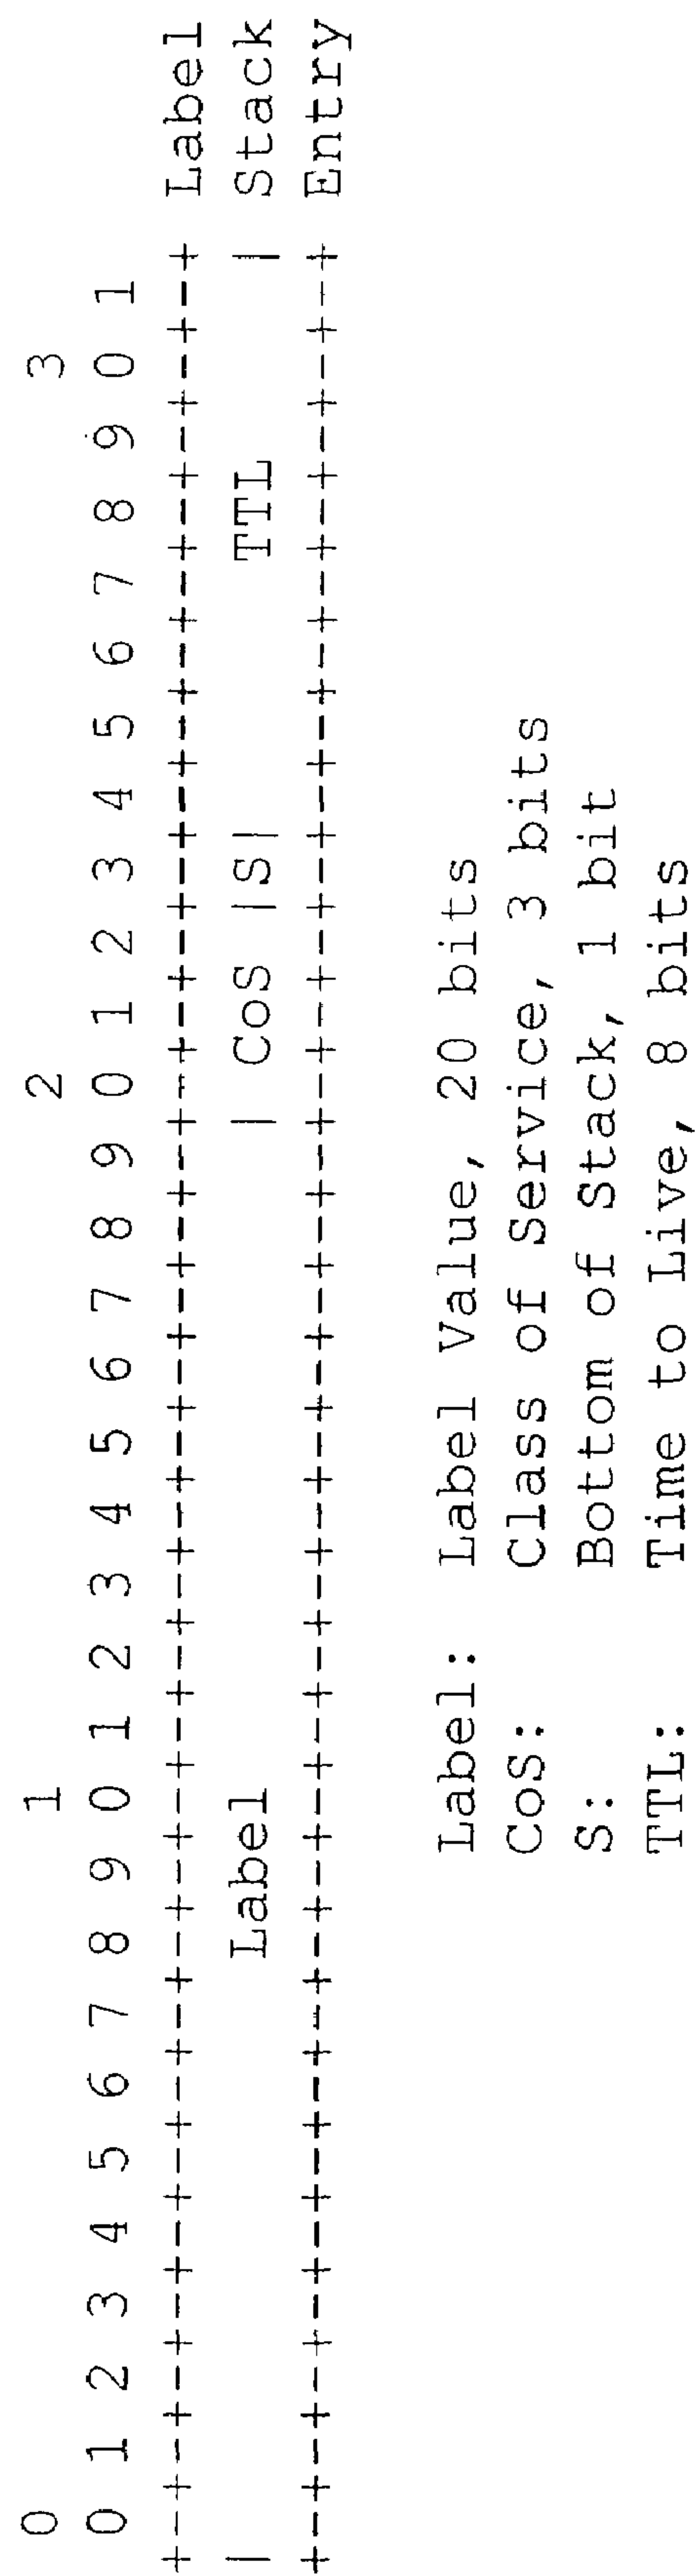 0                   1                   2                   3
 0 1 2 3 4 5 6 7 8 9 0 1 2 3 4 5 6 7 8 9 0 1 2 3 4 5 6 7 8 9 0 1
+-+-+-+-+-+-+-+-+-+-+-+-+-+-+-+-+-+-+-+-+-+-+-+-+-+-+-+-+-+-+-+-+ Label
|                Label                  | CoS |S|      TTL      | Stack
+-+-+-+-+-+-+-+-+-+-+-+-+-+-+-+-+-+-+-+-+-+-+-+-+-+-+-+-+-+-+-+-+ Entry
                    Label:  Label Value, 20 bits
                    CoS:    Class of Service, 3 bits
                    S:      Bottom of Stack, 1 bit
                    TTL:    Time to Live, 8 bits